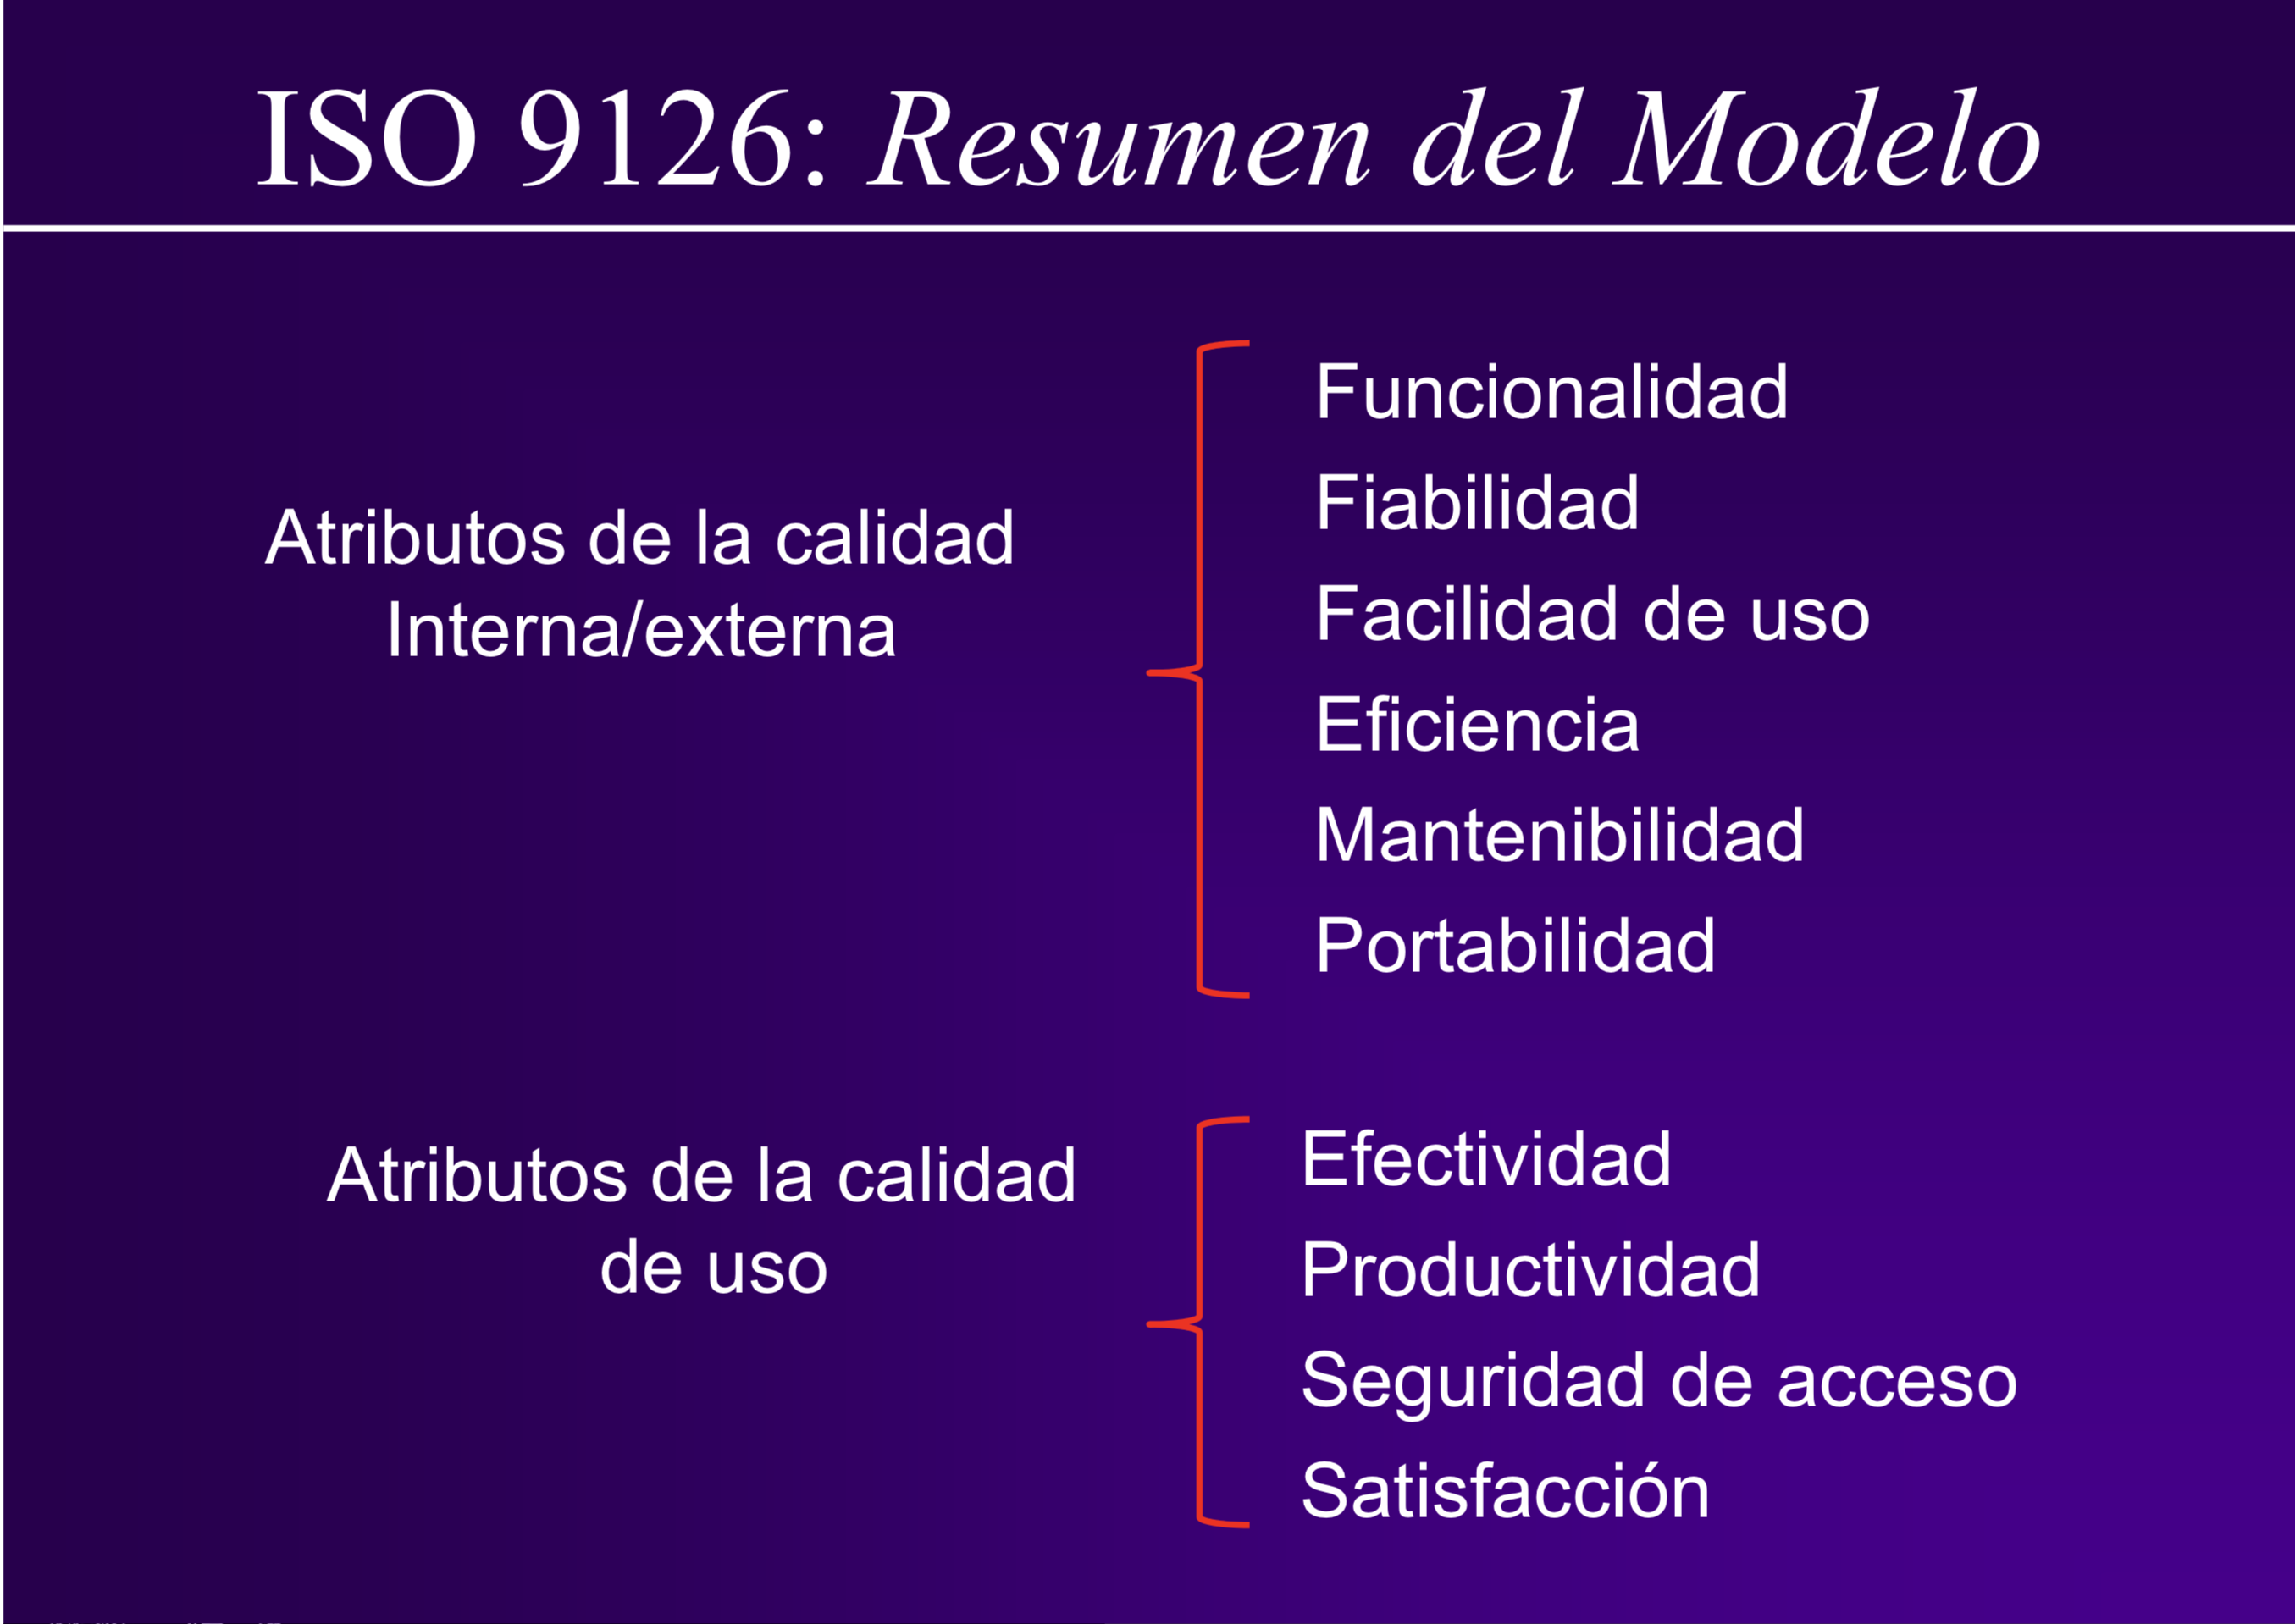 ISO 9126: Resumen del Modelo
Atributos de la calidad
Interna/externa
Funcionalidad
Fiabilidad
Facilidad de uso
Eficiencia
Mantenibilidad
Portabilidad
Atributos de la calidad
de uso
Efectividad
Productividad
Seguridad de acceso
Satisfacción